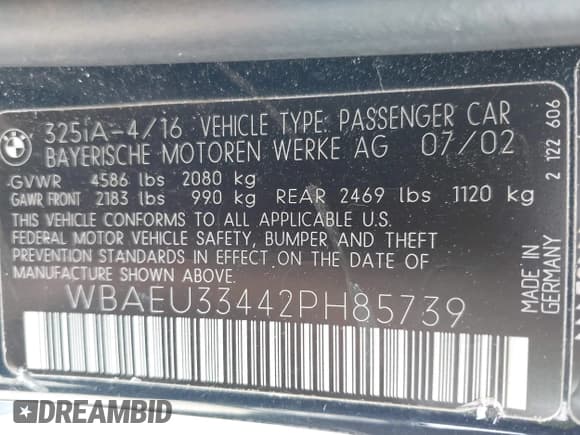 BMW
325iA-4/16 VEHICLE TYPE: PASSENGER CAR
BAYERISCHE MOTOREN WERKE AG 07/02
GVWR 4586 lbs 2080 kg
GAWR FRONT 2183 lbs 990 kg REAR 2469 lbs 1120 kg
THIS VEHICLE CONFORMS TO ALL APPLICABLE U.S.
FEDERAL MOTOR VEHICLE SAFETY, BUMPER AND THEFT
PREVENTION STANDARDS IN EFFECT ON THE DATE OF
MANUFACTURE SHOWN ABOVE.
WBAEU33442PH85739
2 122 606
MADE IN GERMANY
DREAMBID